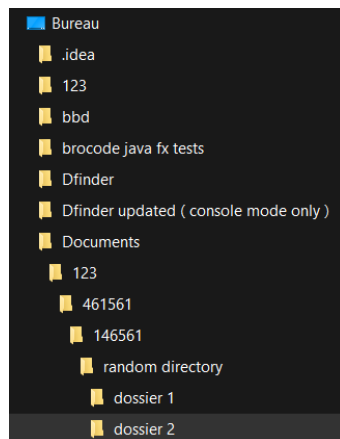 Bureau
.idea
123
bbd
brocode java fx tests
Dfinder
Dfinder updated ( console mode only )
Documents
123
461561
146561
random directory
dossier 1
dossier 2